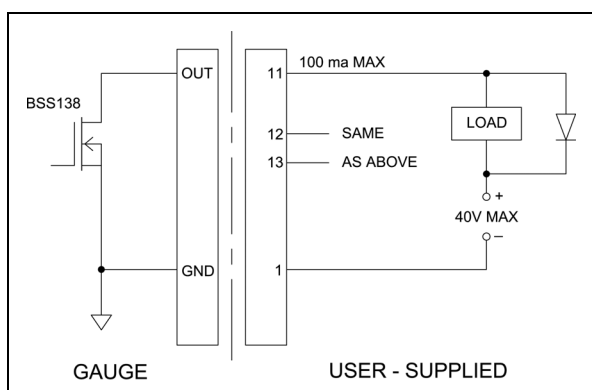 OUT
11
100 ma MAX
BSS138
LOAD
12
SAME
13
AS ABOVE
+
40V MAX
–
GND
1
GAUGE
USER - SUPPLIED